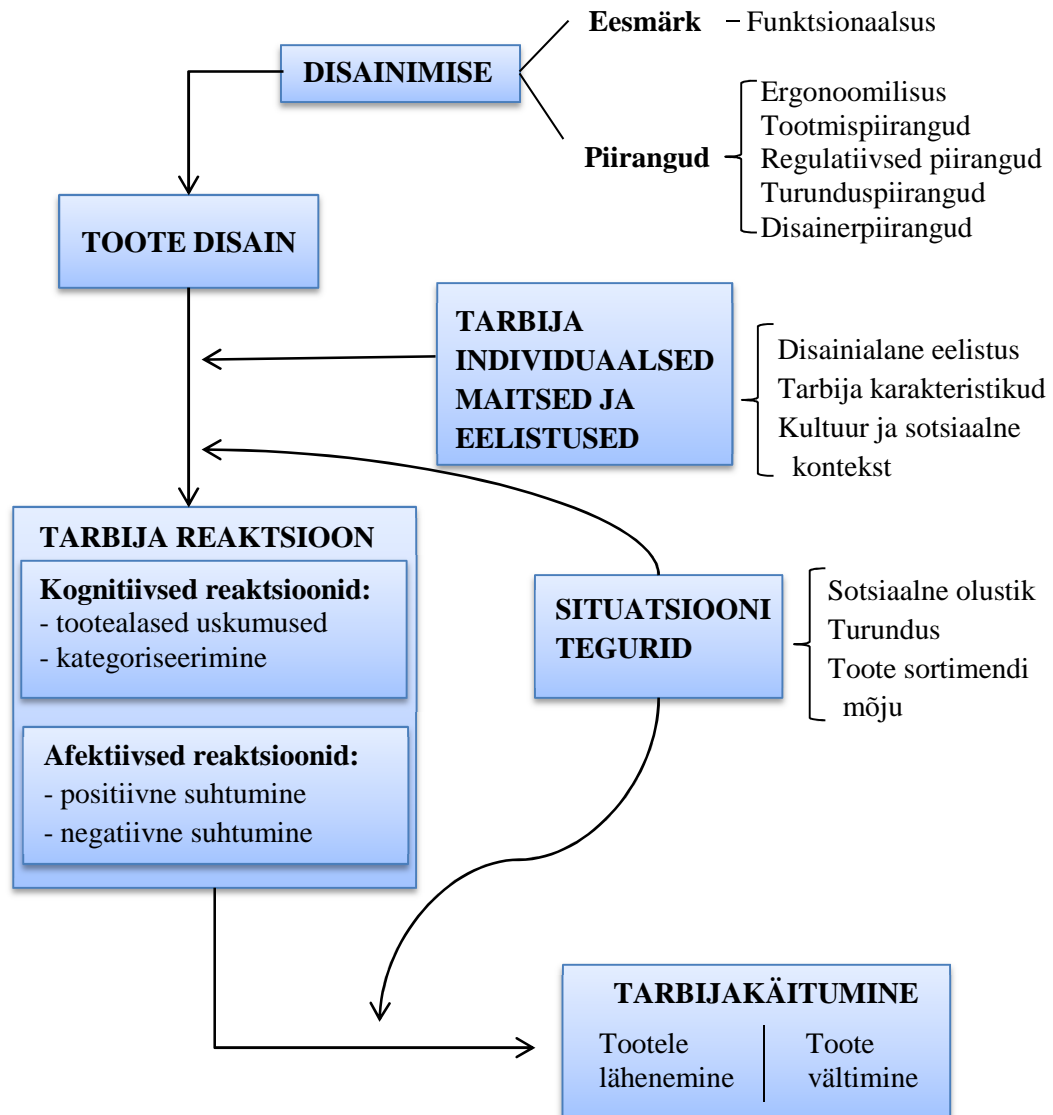 Eesmärk – Funktsionaalsus
DISAINIMISE
Piirangud
Ergonoomilisus
Tootmispiirangud
Regulatiivsed piirangud
Turunduspiirangud
Disainerpiirangud
TOOTE DISAIN
TARBIJA
INDIVIDUAALSED
MAITSED JA
EELISTUSED
Disainialane eelistus
Tarbija karakteristikud
Kultuur ja sotsiaalne
kontekst
TARBIJA REAKTSIOON
Kognitiivsed reaktsioonid:
- tootealased uskumused
- kategoriseerimine
Afektiivsed reaktsioonid:
- positiivne suhtumine
- negatiivne suhtumine
SITUATSIOONI
TEGURID
Sotsiaalne olustik
Turundus
Toote sortimendi
mõju
TARBIJAKÄITUMINE
Tootele
lähenemine
Toote
vältimine